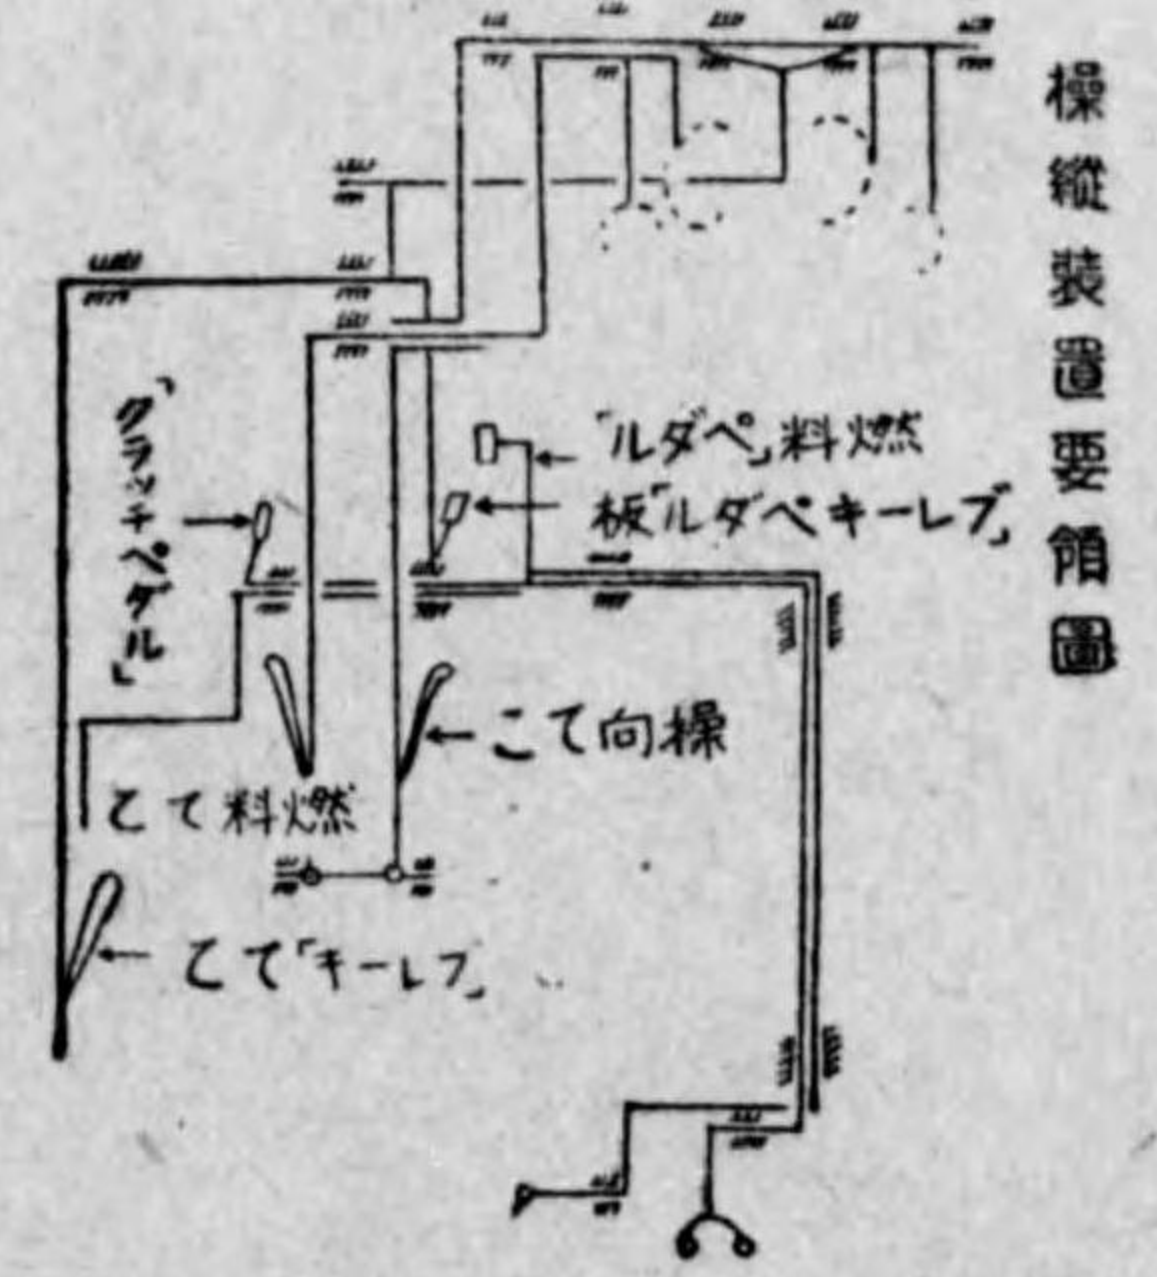 操縱裝置要領圖
燃料「ペダル」
「ブレーキペダル」板
「クラッチペダル」
操向てこ
燃料てこ
「ブレーキ」てこ